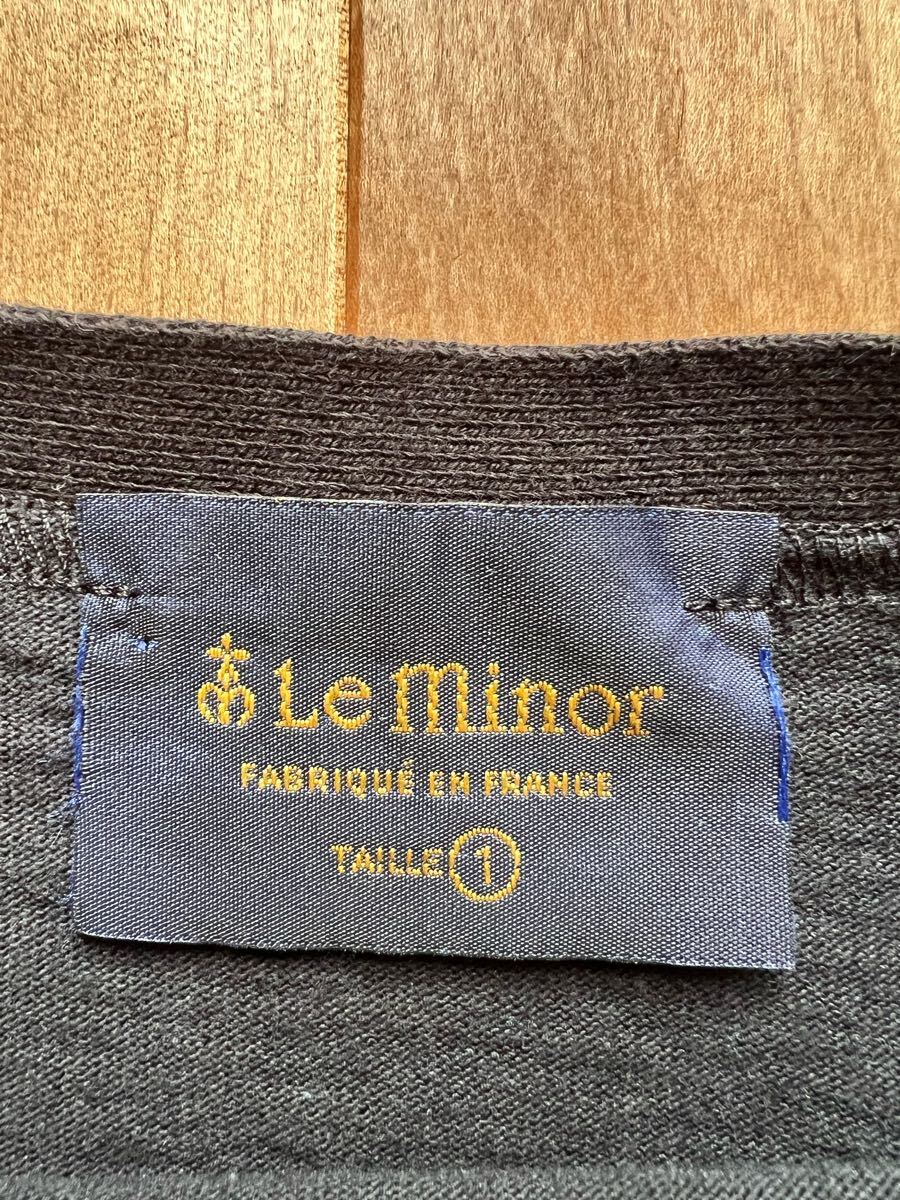 Le Minor
FABRIQUÉ EN FRANCE
TAILLE 1